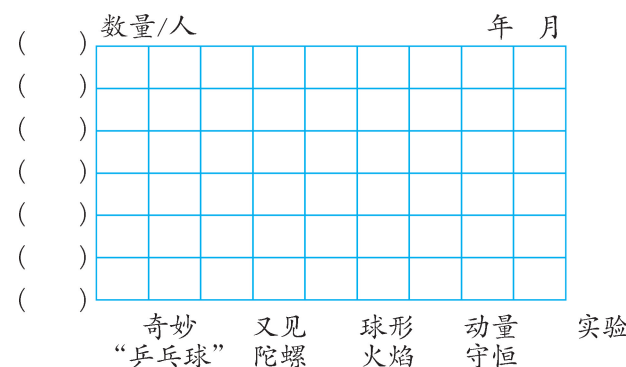 数量/人 年 月
( )
( )
( )
( )
( )
( )
( )
奇妙 又见 球形 动量 实验
“乒乓球” 陀螺 火焰 守恒